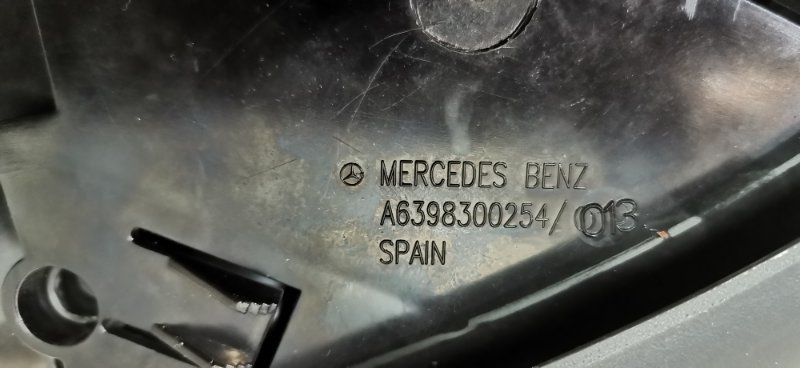 MERCEDES BENZ
A6398300254/013
SPAIN